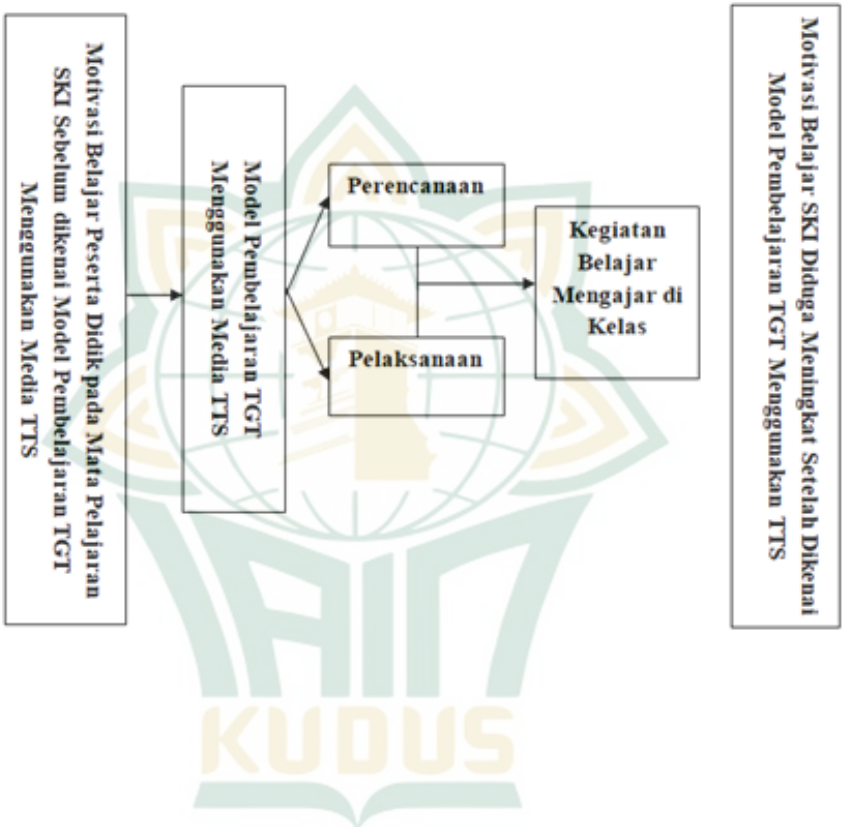 Motivasi Belajar Peserta Didik pada Mata Pelajaran
SKI Sebelum dikenai Model Pembelajaran TGT
Menggunakan Media TTS
Model Pembelajaran TGT
Menggunakan Media TTS
Perencanaan
Pelaksanaan
Kegiatan
Belajar
Mengajar di
Kelas
Motivasi Belajar SKI Diduga Meningkat Setelah Dikenai
Model Pembelajaran TGT Menggunakan TTS
IAIN
KUDUS